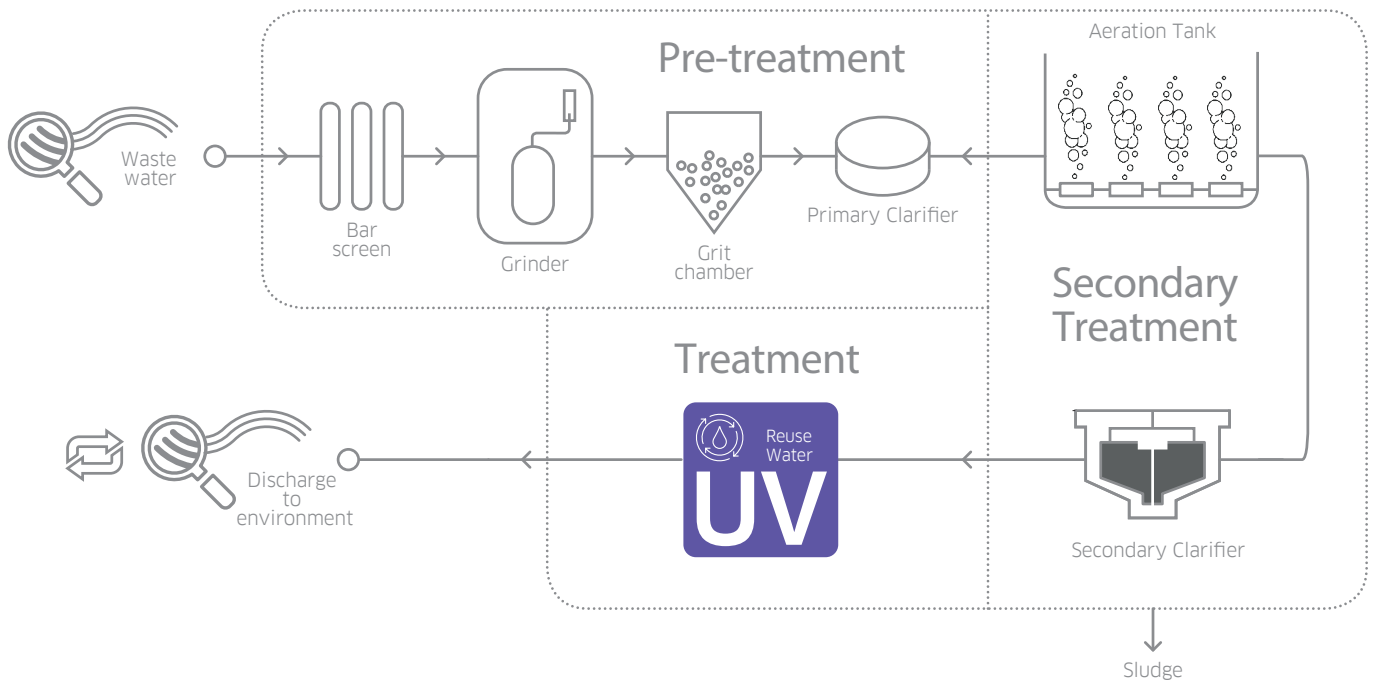 Aeration Tank
Pre-treatment
Waste
water
Bar
screen
Grinder
Grit
chamber
Primary Clarifier
Secondary
Treatment
Treatment
Reuse
Water
UV
Discharge
to
environment
Secondary Clarifier
Sludge